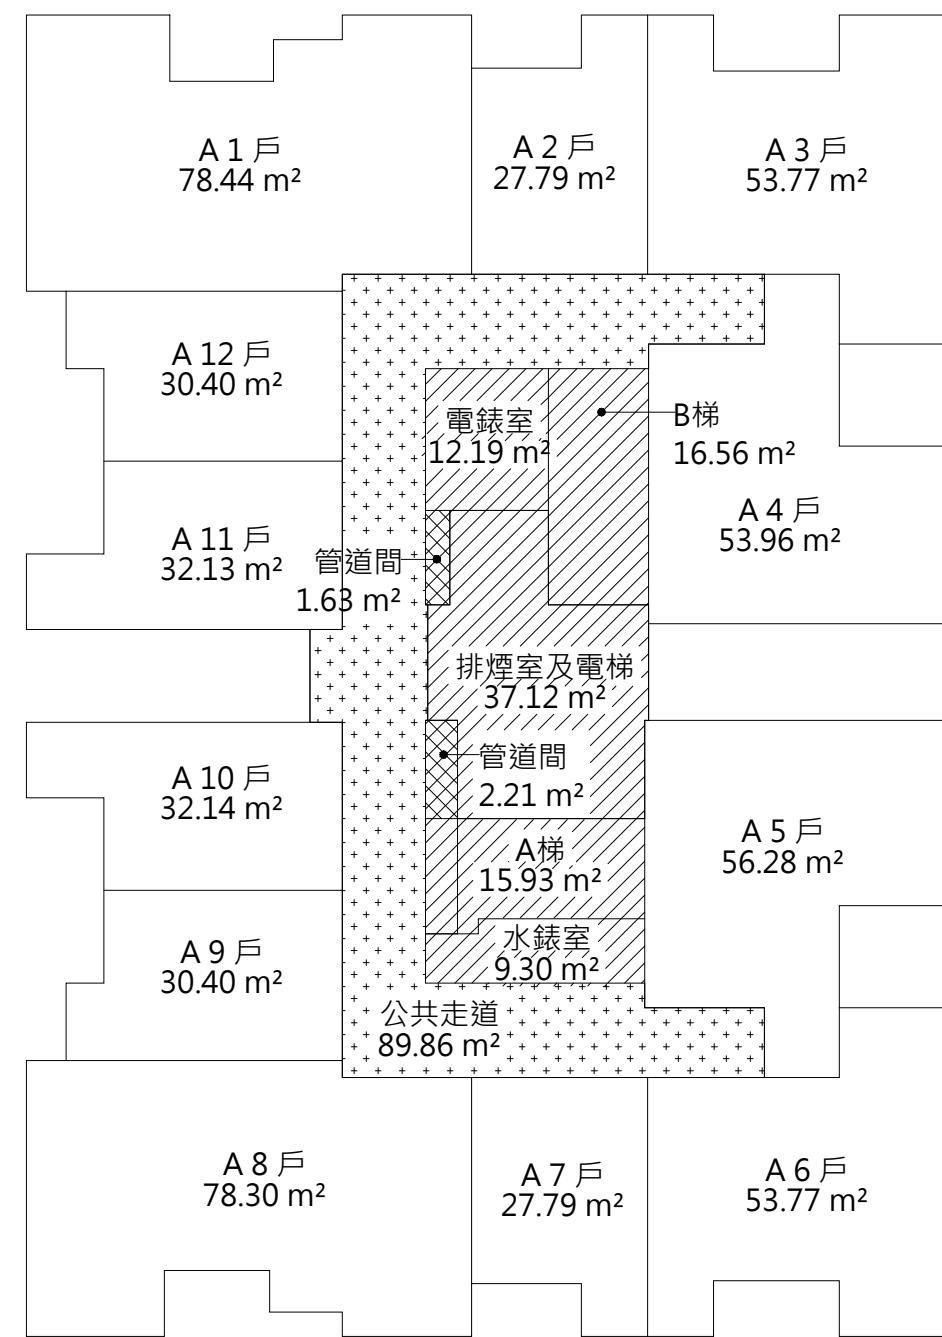 A 1 戶
78.44 m²
A 2 戶
27.79 m²
A 3 戶
53.77 m²
A 12 戶
30.40 m²
電錶室
12.19 m²
B梯
16.56 m²
A 4 戶
53.96 m²
A 11 戶
32.13 m²
管道間
1.63 m²
排煙室及電梯
37.12 m²
管道間
2.21 m²
A 10 戶
32.14 m²
A 5 戶
56.28 m²
A梯
15.93 m²
水錶室
9.30 m²
A 9 戶
30.40 m²
公共走道
89.86 m²
A 8 戶
78.30 m²
A 7 戶
27.79 m²
A 6 戶
53.77 m²